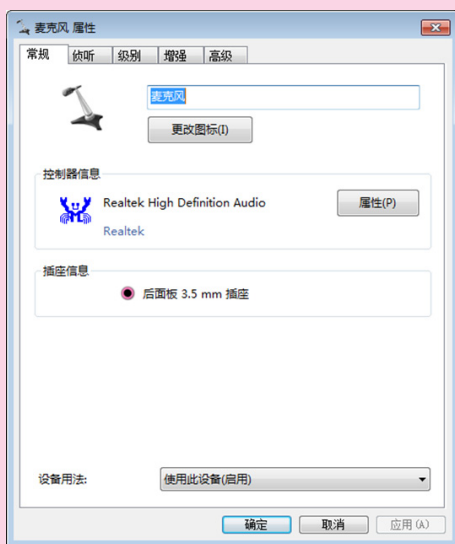 麦克风 属性
常规 侦听 级别 增强 高级
麦克风
更改图标(I)
控制器信息
Realtek High Definition Audio
属性(P)
Realtek
插座信息
后面板 3.5 mm 插座
设备用法:
使用此设备(启用)
确定 取消 应用(A)